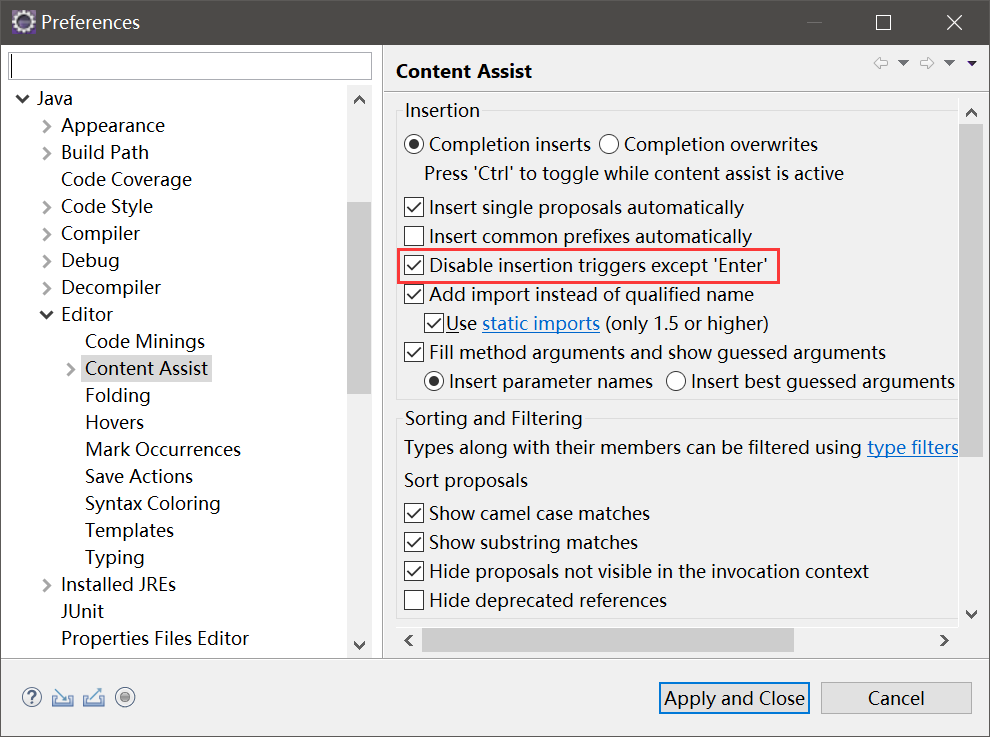 Preferences
Java
Appearance
Build Path
Code Coverage
Code Style
Compiler
Debug
Decompiler
Editor
Code Minings
Content Assist
Folding
Hovers
Mark Occurrences
Save Actions
Syntax Coloring
Templates
Typing
Installed JREs
JUnit
Properties Files Editor
Content Assist
Insertion
Completion inserts Completion overwrites
Press 'Ctrl' to toggle while content assist is active
Insert single proposals automatically
Insert common prefixes automatically
Disable insertion triggers except 'Enter'
Add import instead of qualified name
Use static imports (only 1.5 or higher)
Fill method arguments and show guessed arguments
Insert parameter names Insert best guessed arguments
Sorting and Filtering
Types along with their members can be filtered using type filters
Sort proposals
Show camel case matches
Show substring matches
Hide proposals not visible in the invocation context
Hide deprecated references
?
Apply and Close Cancel